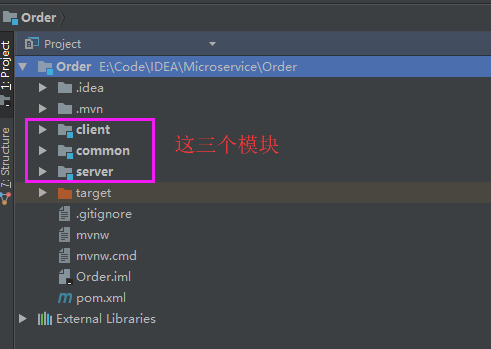 Order
Project
1: Project
7: Structure
Order E:\Code\IDEA\Microservice\Order
.idea
.mvn
client
common
server
这三个模块
target
.gitignore
mvnw
mvnw.cmd
Order.iml
pom.xml
External Libraries